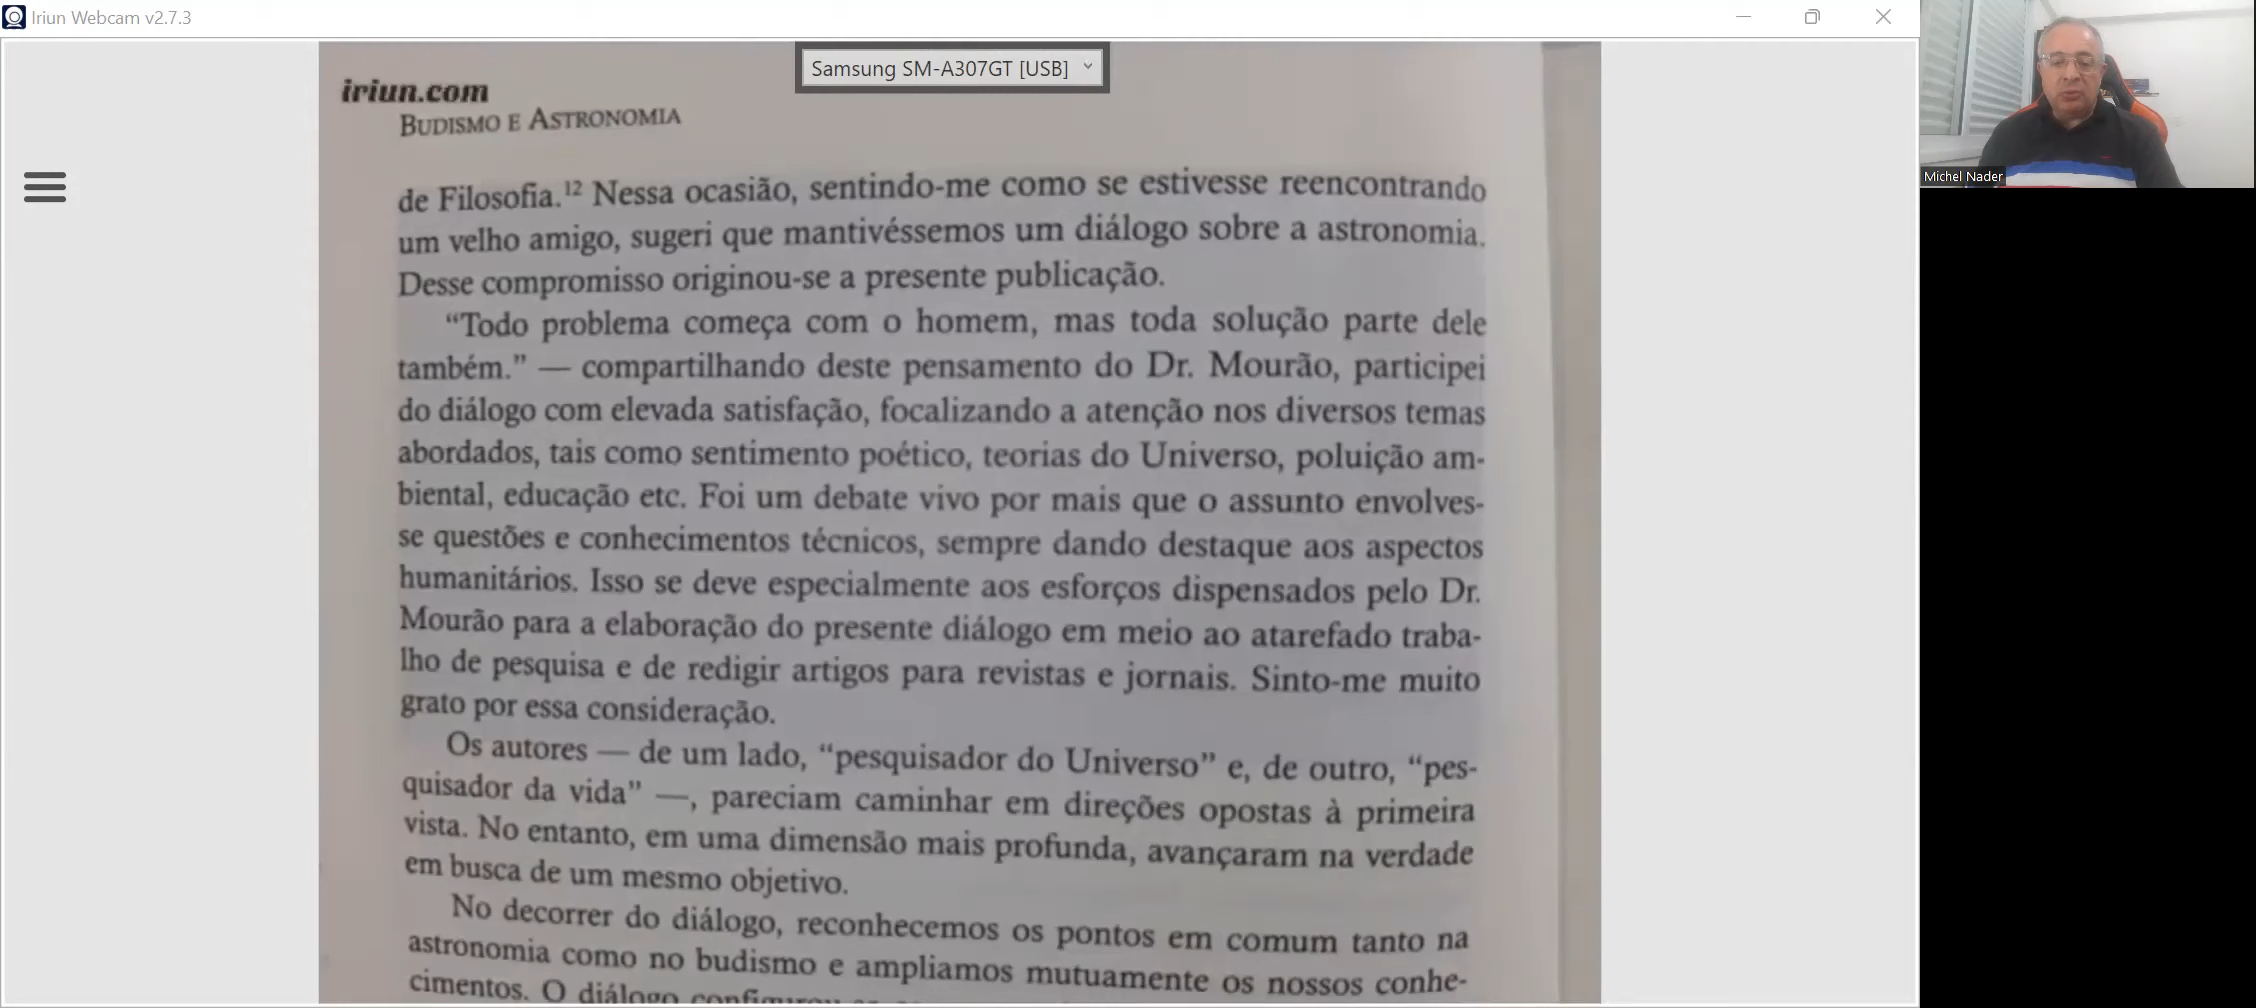 Iriun Webcam v2.7.3
Samsung SM-A307GT [USB]
iriun.com
BUDISMO E ASTRONOMIA
de Filosofia.¹² Nessa ocasião, sentindo-me como se estivesse reencontrando
um velho amigo, sugeri que mantivéssemos um diálogo sobre a astronomia.
Desse compromisso originou-se a presente publicação.
“Todo problema começa com o homem, mas toda solução parte dele
também.” — compartilhando deste pensamento do Dr. Mourão, participei
do diálogo com elevada satisfação, focalizando a atenção nos diversos temas
abordados, tais como sentimento poético, teorias do Universo, poluição am-
biental, educação etc. Foi um debate vivo por mais que o assunto envolves-
se questões e conhecimentos técnicos, sempre dando destaque aos aspectos
humanitários. Isso se deve especialmente aos esforços dispensados pelo Dr.
Mourão para a elaboração do presente diálogo em meio ao atarefado traba-
lho de pesquisa e de redigir artigos para revistas e jornais. Sinto-me muito
grato por essa consideração.
Os autores — de um lado, “pesquisador do Universo” e, de outro, “pes-
quisador da vida” —, pareciam caminhar em direções opostas à primeira
vista. No entanto, em uma dimensão mais profunda, avançaram na verdade
em busca de um mesmo objetivo.
No decorrer do diálogo, reconhecemos os pontos em comum tanto na
astronomia como no budismo e ampliamos mutuamente os nossos conhe-
cimentos. O diálogo
Michel Nader